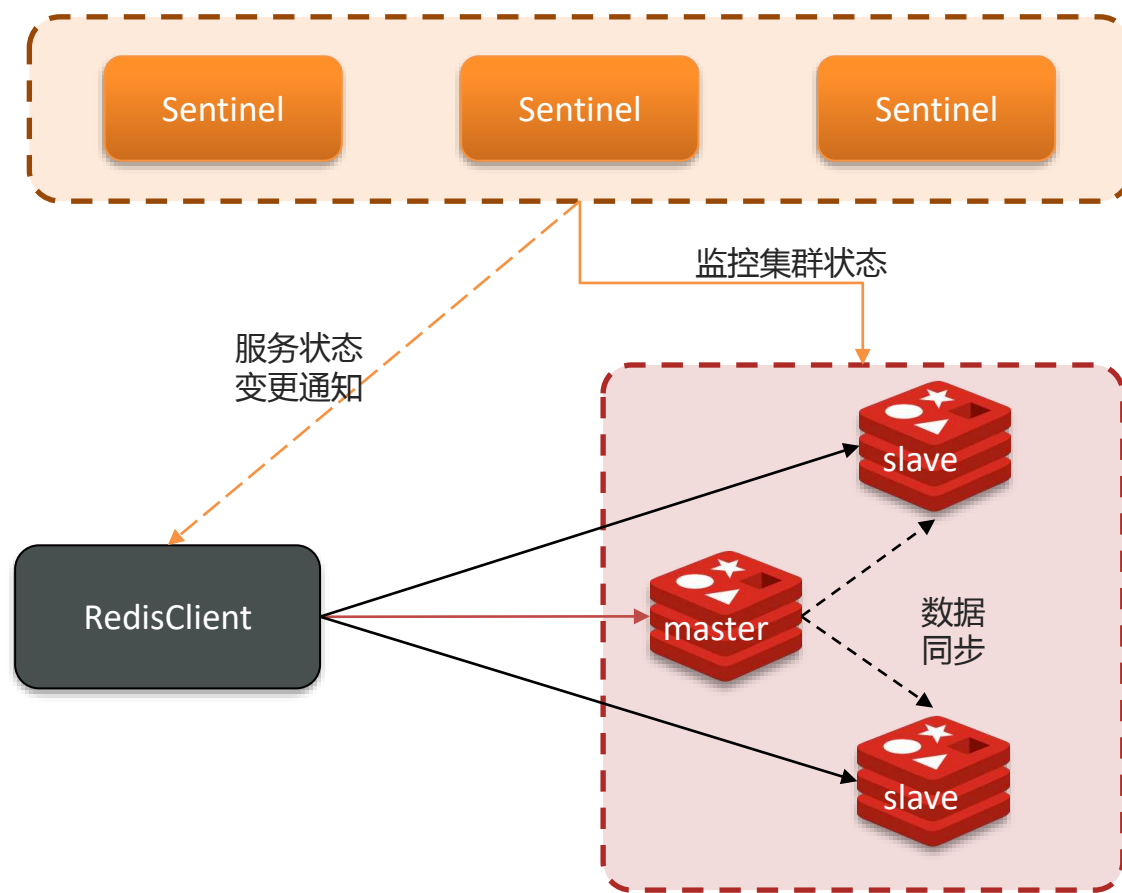 Sentinel
Sentinel
Sentinel
监控集群状态
服务状态
变更通知
slave
RedisClient
master
数据
同步
slave